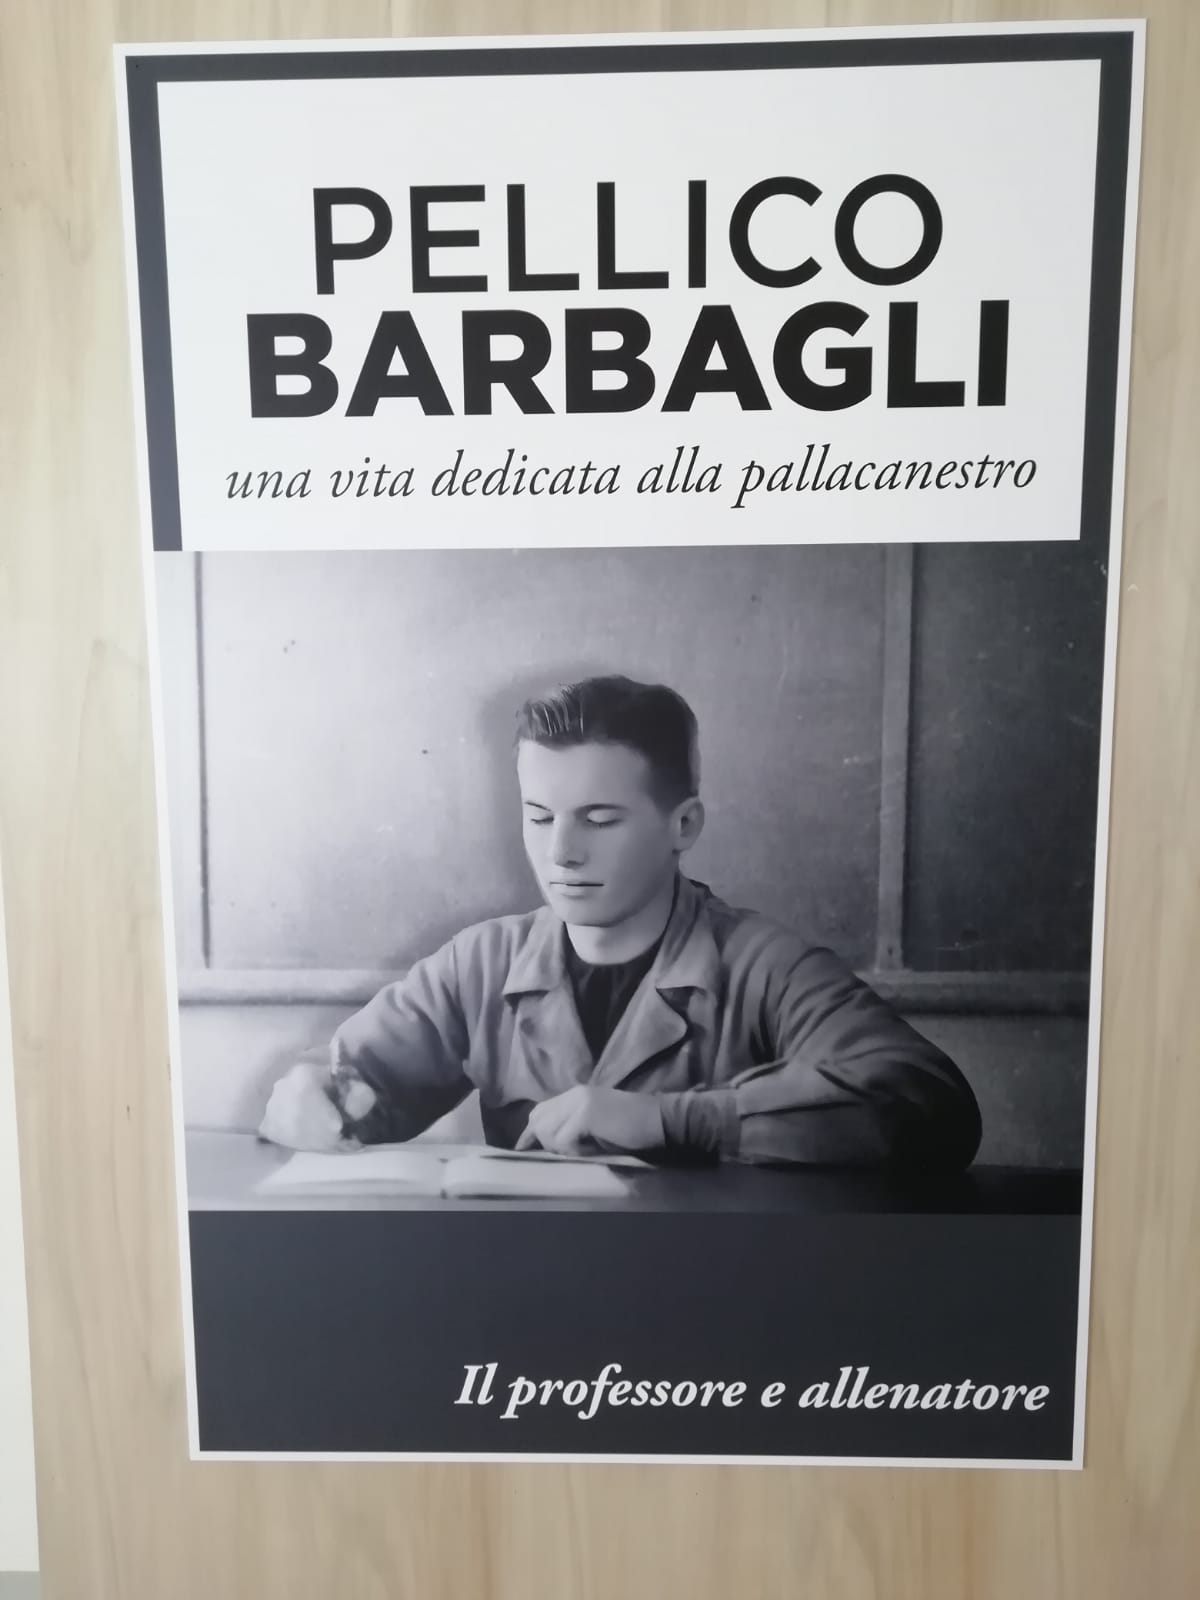 PELLICO
BARBAGLI
una vita dedicata alla pallacanestro
Il professore e allenatore